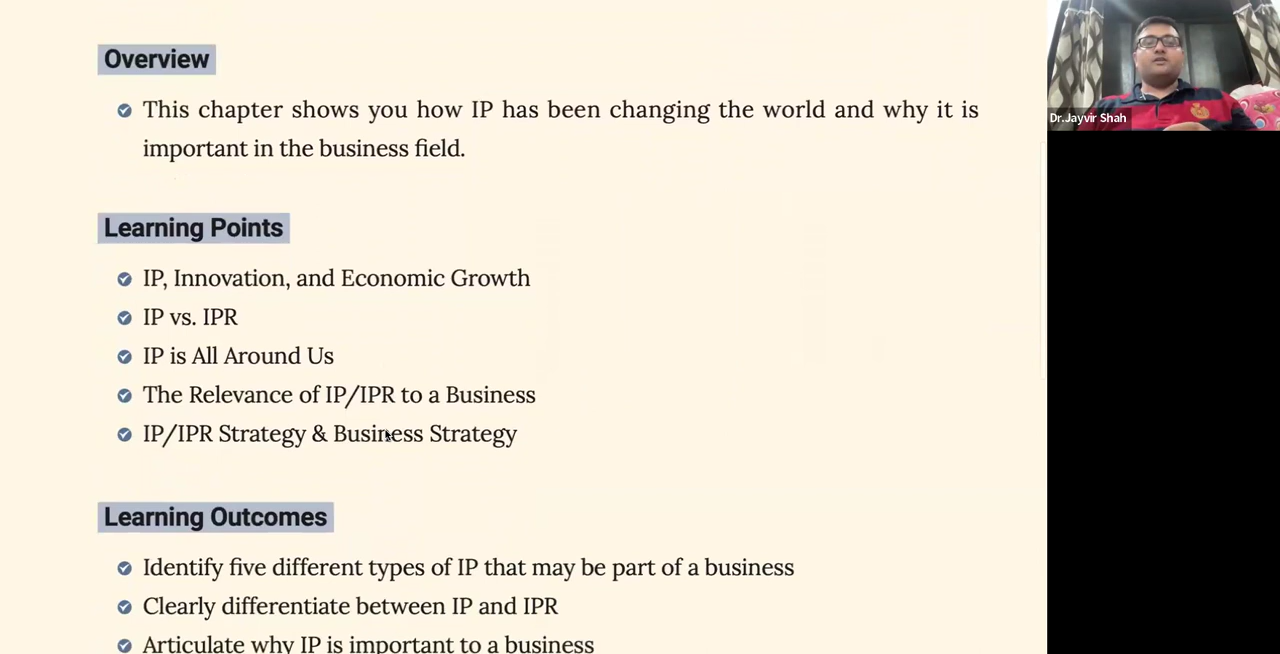 Overview
This chapter shows you how IP has been changing the world and why it is
important in the business field.
Learning Points
IP, Innovation, and Economic Growth
IP vs. IPR
IP is All Around Us
The Relevance of IP/IPR to a Business
IP/IPR Strategy & Business Strategy
Learning Outcomes
Identify five different types of IP that may be part of a business
Clearly differentiate between IP and IPR
Articulate why IP is important to a business
Dr.Jayvir Shah